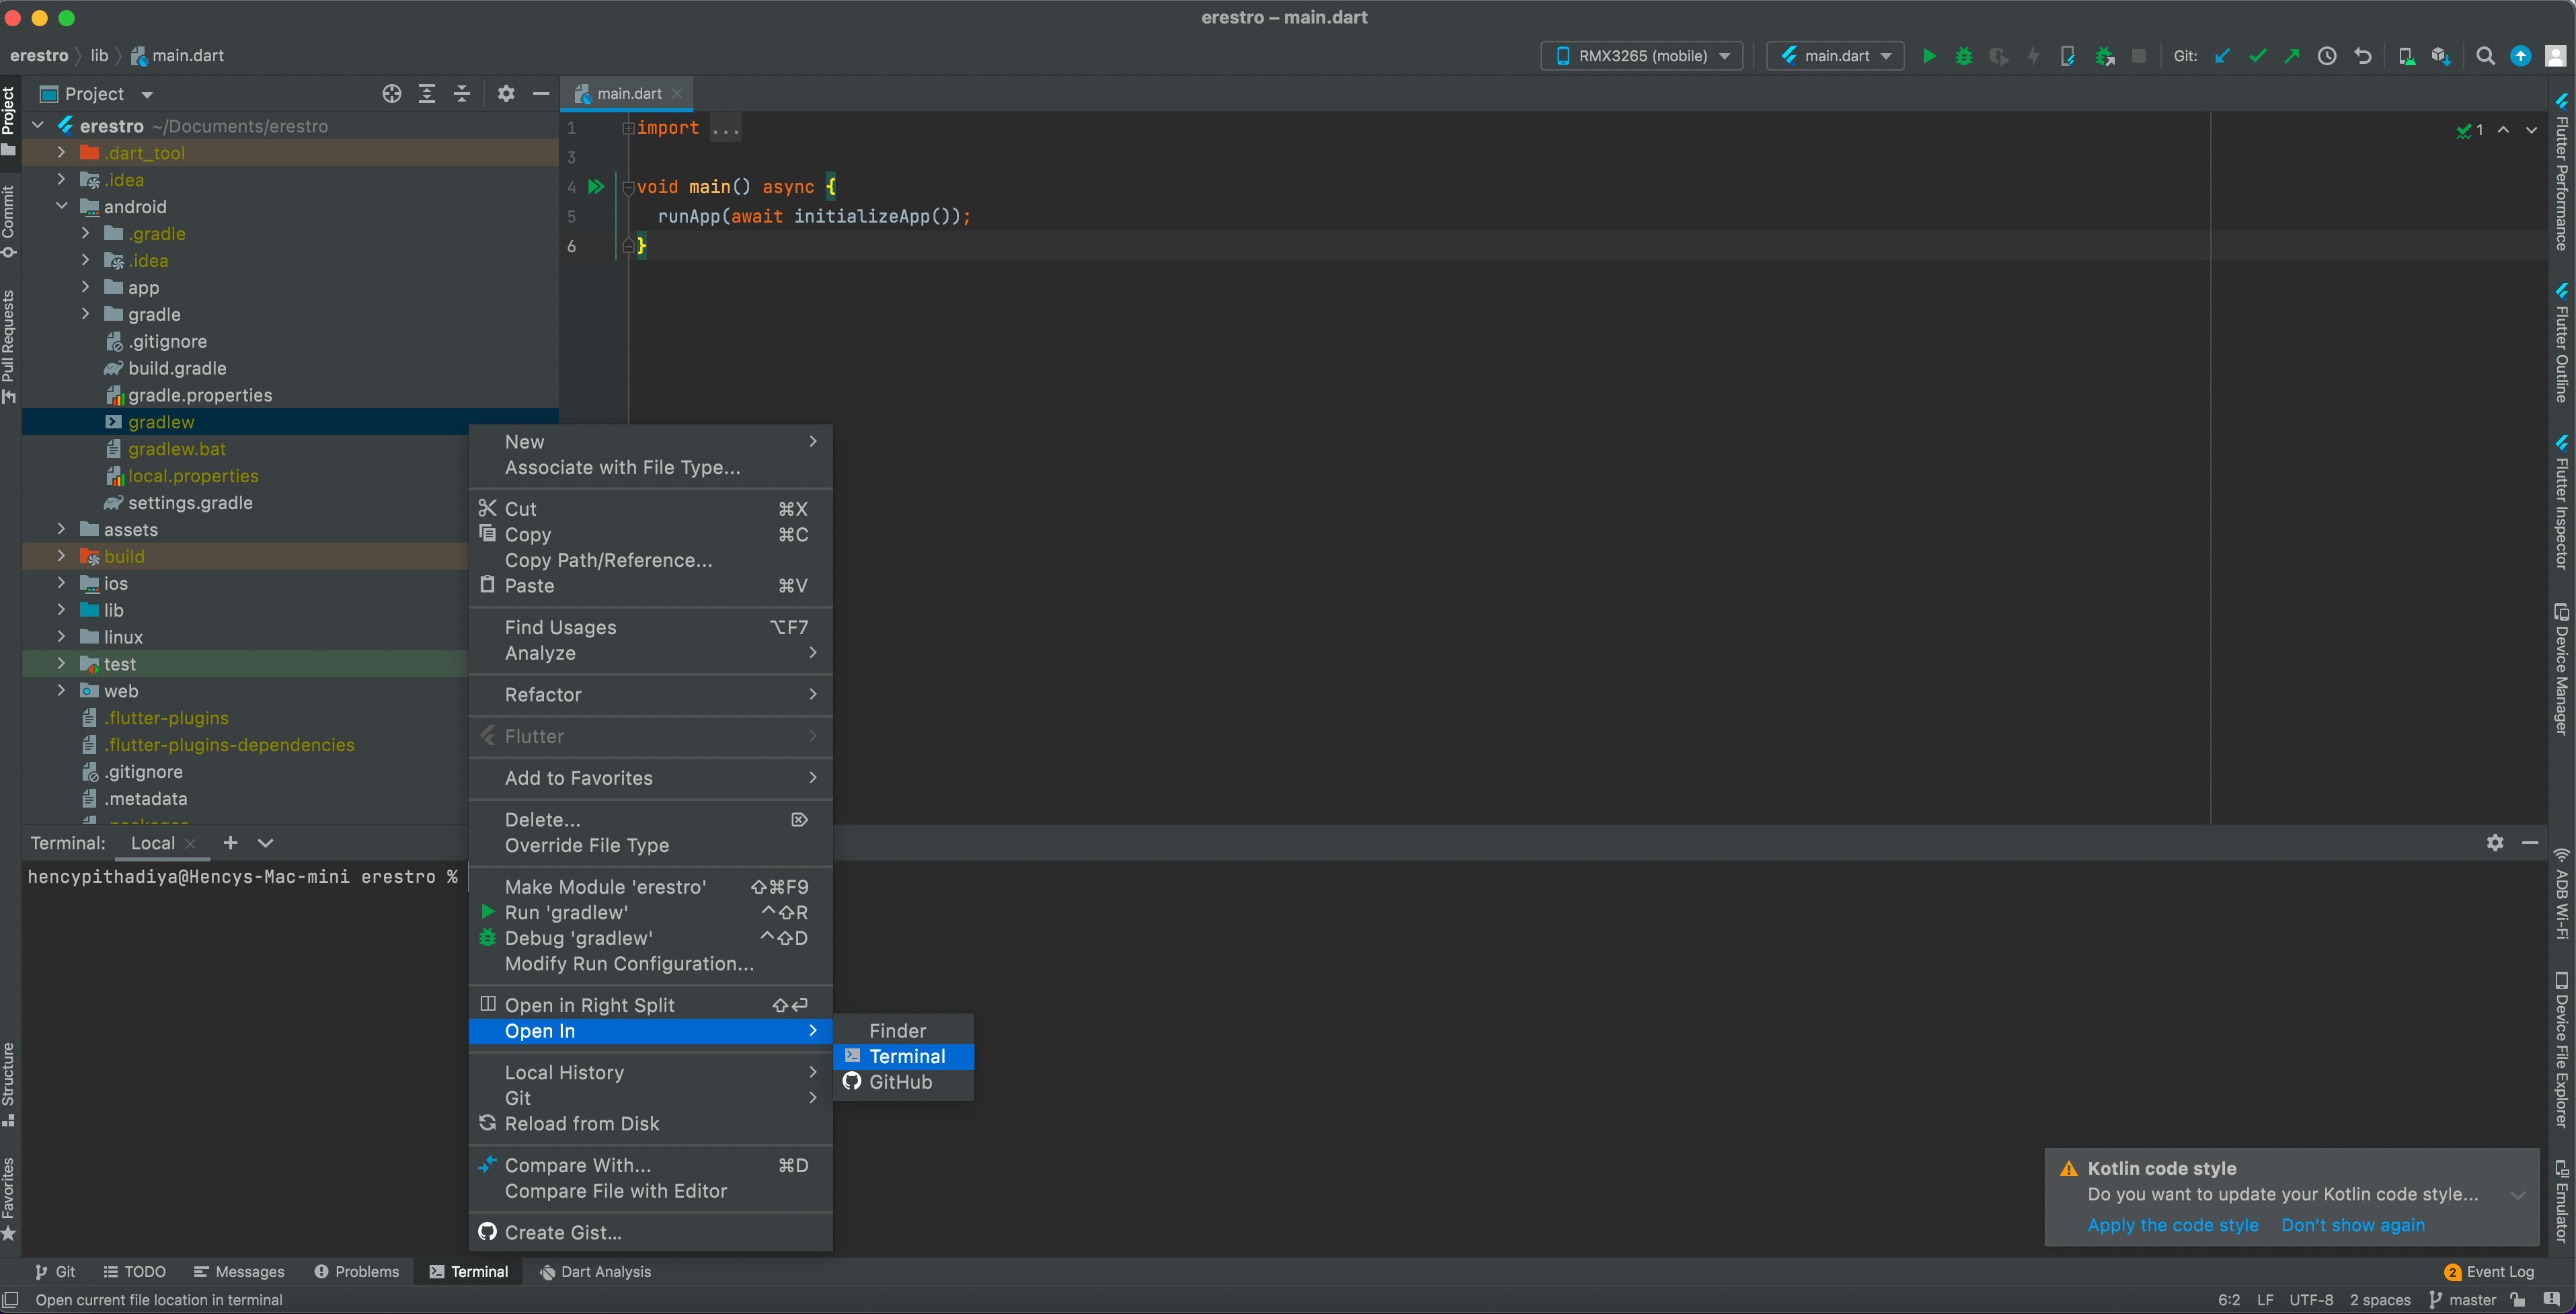 erestro – main.dart
erestro lib main.dart
RMX3265 (mobile) main.dart Git:
Project
main.dart
erestro ~/Documents/erestro
.dart_tool
.idea
android
.gradle
.idea
app
gradle
.gitignore
build.gradle
gradle.properties
gradlew
gradlew.bat
local.properties
settings.gradle
assets
build
ios
lib
linux
test
web
.flutter-plugins
.flutter-plugins-dependencies
.gitignore
.metadata
1 import ...
3
4 void main() async {
5 runApp(await initializeApp());
6 }
1
New
Associate with File Type...
Cut ⌘X
Copy ⌘C
Copy Path/Reference...
Paste ⌘V
Find Usages ⌥F7
Analyze
Refactor
Flutter
Add to Favorites
Delete... ⌦
Override File Type
Make Module 'erestro' ⇧⌘F9
Run 'gradlew' ^⇧R
Debug 'gradlew' ^⇧D
Modify Run Configuration...
Open in Right Split ⇧⏎
Open In
Local History
Git
Reload from Disk
Compare With... ⌘D
Compare File with Editor
Create Gist...
Finder
Terminal
GitHub
Terminal: Local
hencypithadiya@Hencys-Mac-mini erestro %
Kotlin code style
Do you want to update your Kotlin code style...
Apply the code style Don't show again
Project
Commit
Pull Requests
Structure
Favorites
Flutter Performance
Flutter Outline
Flutter Inspector
Device Manager
ADB Wi-Fi
Device File Explorer
Emulator
Git TODO Messages Problems Terminal Dart Analysis
2 Event Log
Open current file location in terminal
6:2 LF UTF-8 2 spaces master